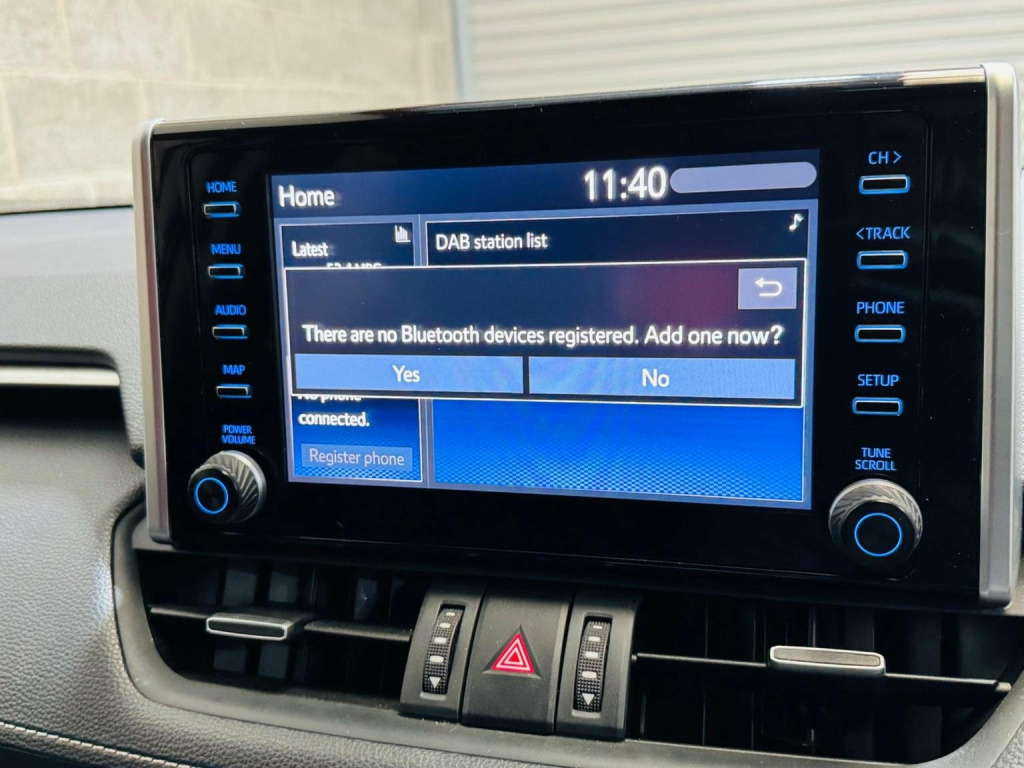 HOME
MENU
AUDIO
MAP
POWER
VOLUME
Home
11:40
Latest
DAB station list
There are no Bluetooth devices registered. Add one now?
Yes
No
connected.
Register phone
CH >
<TRACK
PHONE
SETUP
TUNE
SCROLL